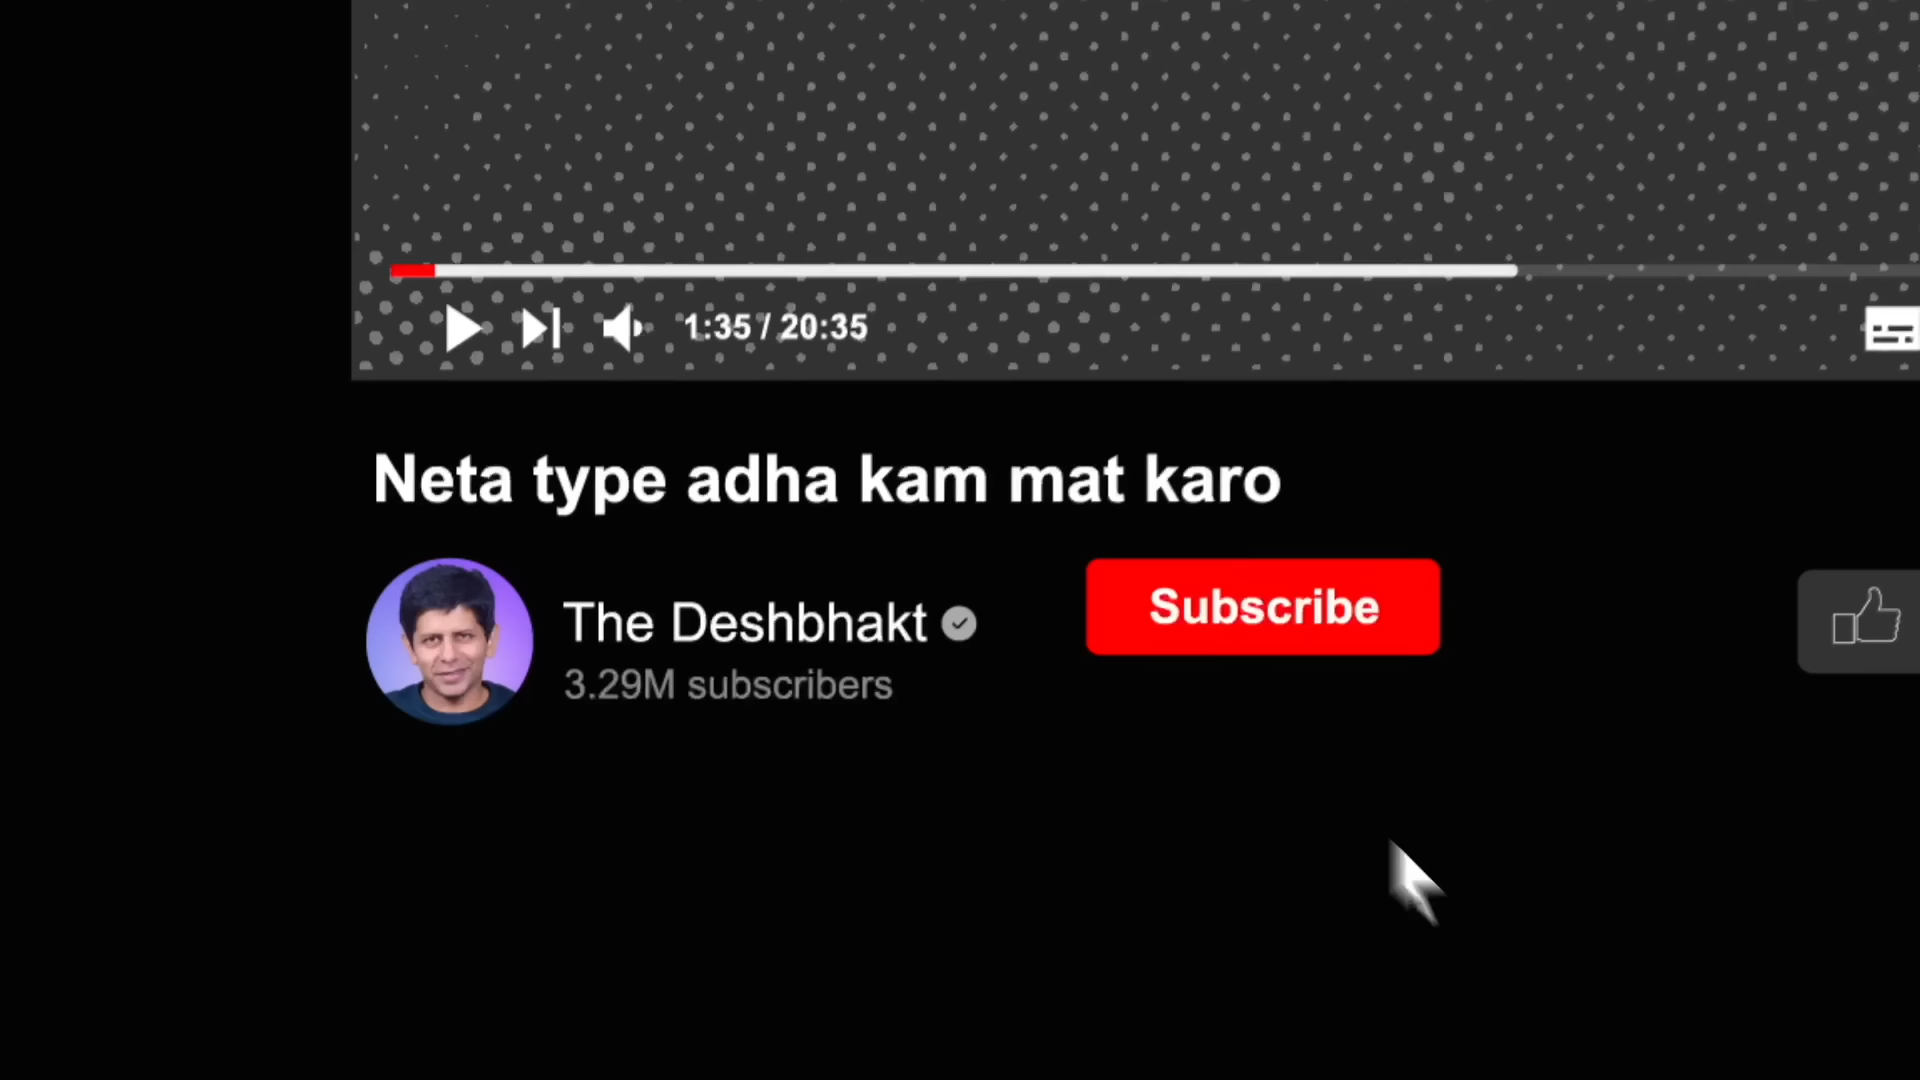 1:35 / 20:35
Neta type adha kam mat karo
The Deshbhakt
Subscribe
3.29M subscribers